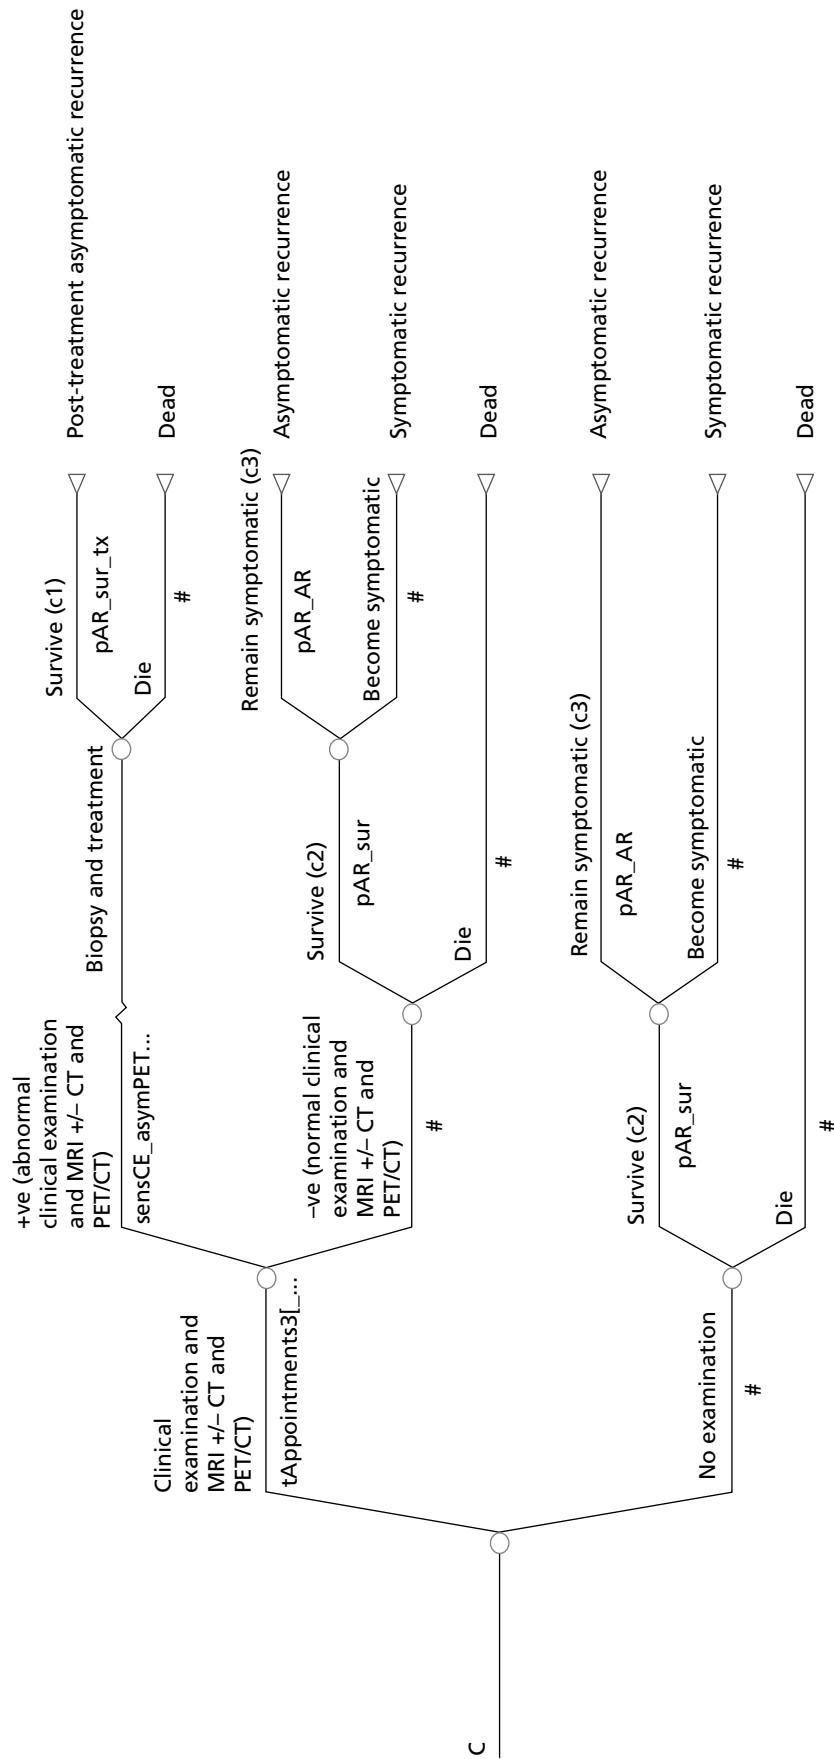 C
Clinical
examination and
MRI +/– CT and
PET/CT)
tAppointments3[_...
+ve (abnormal
clinical examination
and MRI +/– CT and
PET/CT)
sensCE_asymPET...
Biopsy and treatment
Survive (c1)
pAR_sur_tx
Post-treatment asymptomatic recurrence
Die
#
Dead
–ve (normal clinical
examination and
MRI +/– CT and
PET/CT)
#
Survive (c2)
pAR_sur
Remain symptomatic (c3)
pAR_AR
Asymptomatic recurrence
Become symptomatic
#
Symptomatic recurrence
Die
#
Dead
No examination
#
Survive (c2)
pAR_sur
Remain symptomatic (c3)
pAR_AR
Asymptomatic recurrence
Become symptomatic
#
Symptomatic recurrence
Die
#
Dead